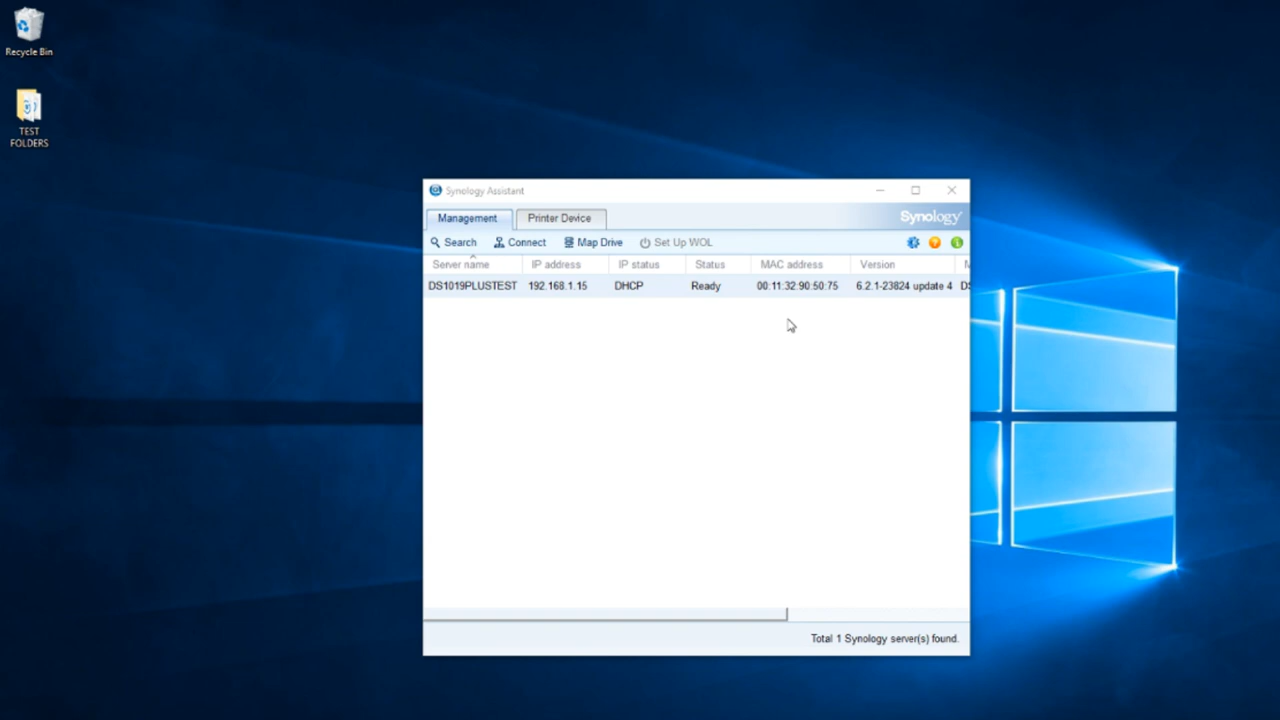 Recycle Bin
TEST
FOLDERS
Synology Assistant
Management Printer Device Synology
Search Connect Map Drive Set Up WOL
Server name IP address IP status Status MAC address Version
DS1019PLUSTEST 192.168.1.15 DHCP Ready 00:11:32:90:50:75 6.2.1-23824 update 4
Total 1 Synology server(s) found.